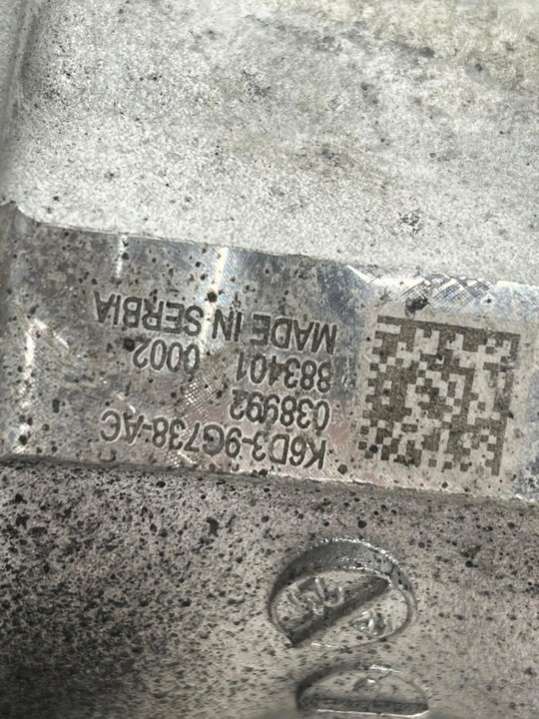 K6D3-9G738-AC
038992
883401 0002
MADE IN SERBIA